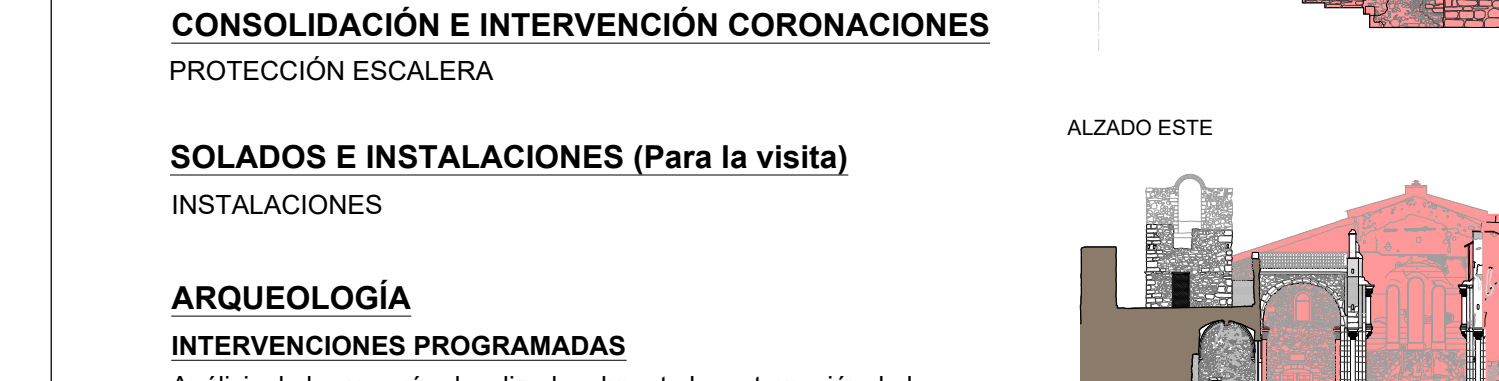 CONSOLIDACIÓN E INTERVENCIÓN CORONACIONES
PROTECCIÓN ESCALERA
SOLADOS E INSTALACIONES (Para la visita)
INSTALACIONES
ARQUEOLOGÍA
INTERVENCIONES PROGRAMADAS
ALZADO ESTE